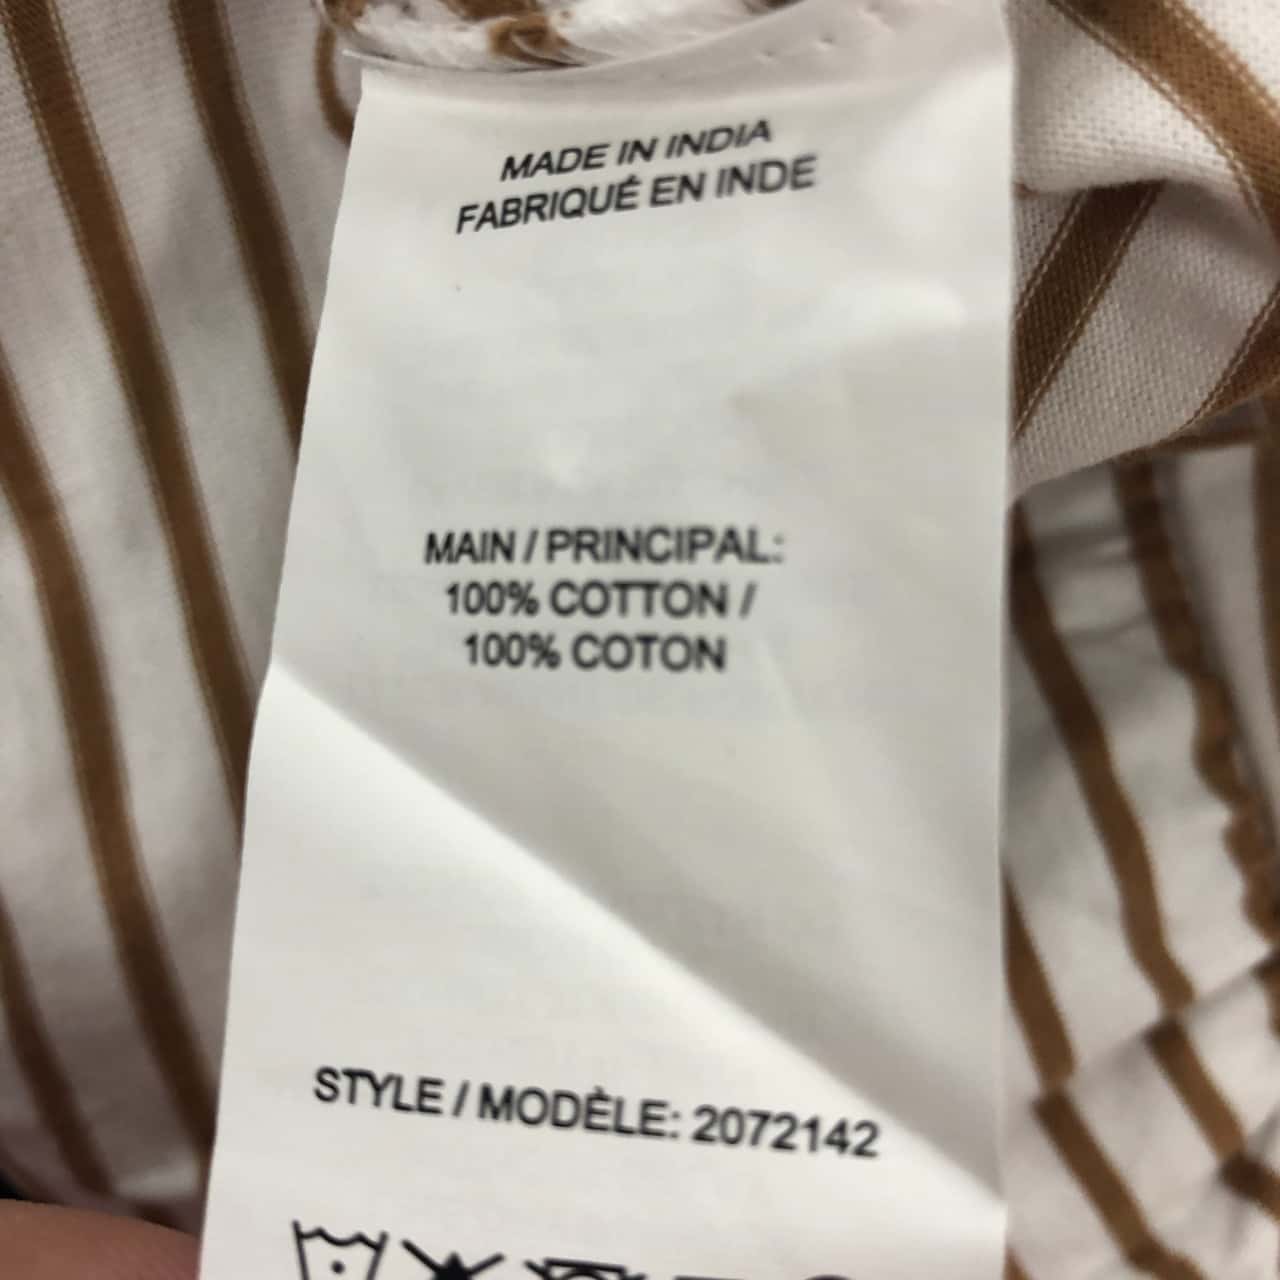 MADE IN INDIA
FABRIQUÉ EN INDE
MAIN / PRINCIPAL:
100% COTTON /
100% COTON
STYLE / MODÈLE: 2072142